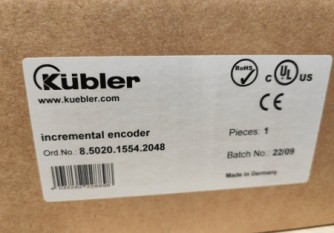 Kübler
www.kuebler.com
RoHS
c UL US
CE
incremental encoder
Ord.No.: 8.5020.1554.2048
Pieces: 1
Batch No.: 22/09
Made in Germany